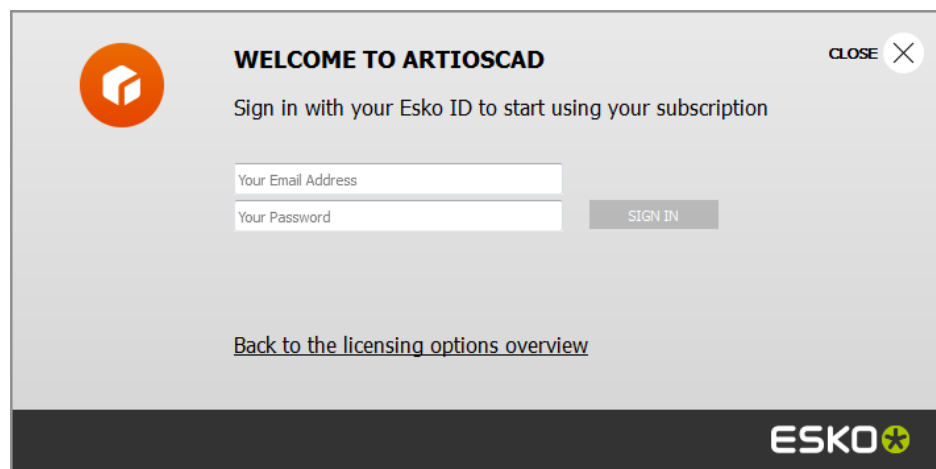 WELCOME TO ARTIOSCAD
CLOSE
Sign in with your Esko ID to start using your subscription
Your Email Address
Your Password
SIGN IN
Back to the licensing options overview
ESKO